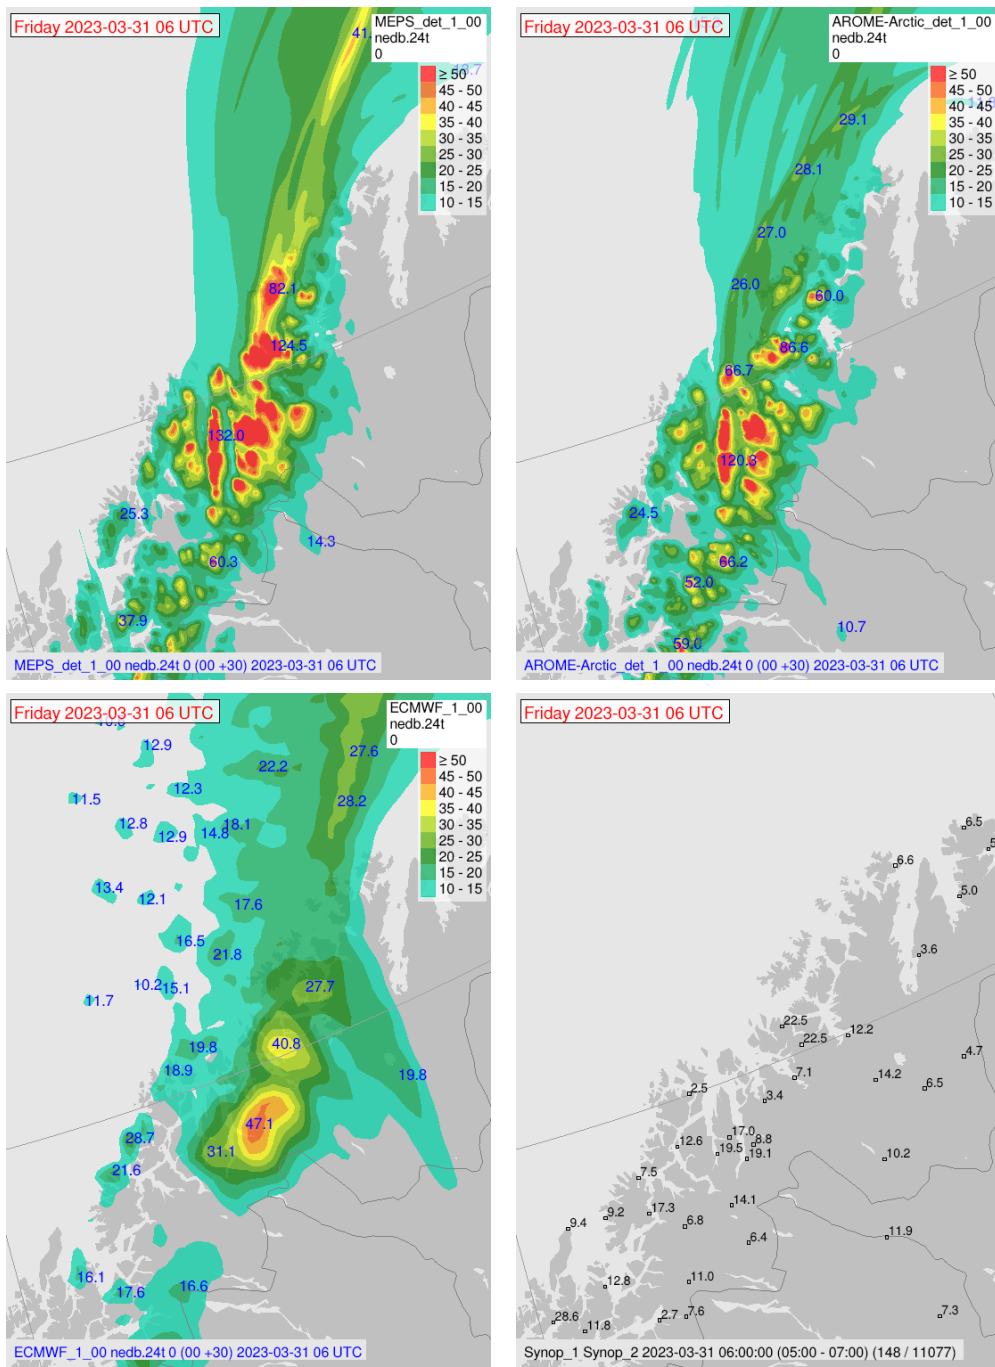 Friday 2023-03-31 06 UTC
MEPS_det_1_00
nedb.24t
0
≥ 50
45 - 50
40 - 45
35 - 40
30 - 35
25 - 30
20 - 25
15 - 20
10 - 15
41.
13.7
82.1
124.5
132.0
25.3
14.3
60.3
37.9
MEPS_det_1_00 nedb.24t 0 (00 +30) 2023-03-31 06 UTC
Friday 2023-03-31 06 UTC
AROME-Arctic_det_1_00
nedb.24t
0
≥ 50
45 - 50
40 - 45
35 - 40
30 - 35
25 - 30
20 - 25
15 - 20
10 - 15
29.1
28.1
27.0
26.0
60.0
86.6
66.7
120.3
24.5
66.2
52.0
10.7
59.0
AROME-Arctic_det_1_00 nedb.24t 0 (00 +30) 2023-03-31 06 UTC
Friday 2023-03-31 06 UTC
ECMWF_1_00
nedb.24t
0
≥ 50
45 - 50
40 - 45
35 - 40
30 - 35
25 - 30
20 - 25
15 - 20
10 - 15
12.9
27.6
22.2
12.3
11.5
28.2
12.8
12.9
14.8
18.1
13.4
12.1
17.6
16.5
21.8
10.2
15.1
27.7
11.7
40.8
19.8
18.9
19.8
47.1
28.7
31.1
21.6
16.1
17.6
16.6
ECMWF_1_00 nedb.24t 0 (00 +30) 2023-03-31 06 UTC
Friday 2023-03-31 06 UTC
6.5
6.6
5.0
3.6
22.5
22.5
12.2
4.7
7.1
14.2
6.5
2.5
3.4
17.0
8.8
12.6
19.5
19.1
10.2
7.5
14.1
17.3
9.2
9.4
6.8
11.9
6.4
11.0
12.8
28.6
11.8
2.7
7.6
7.3
Synop_1 Synop_2 2023-03-31 06:00:00 (05:00 - 07:00) (148 / 11077)